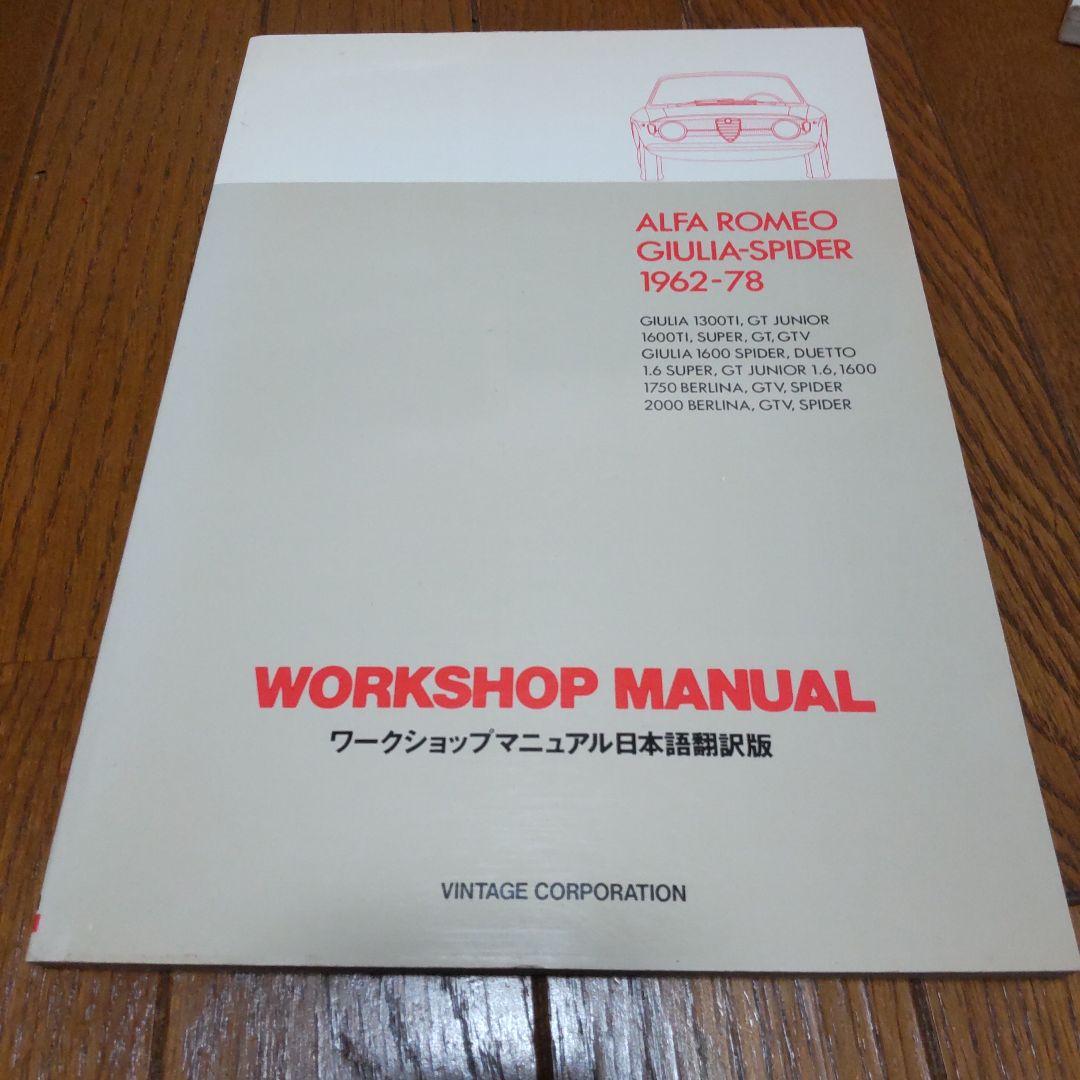 ALFA ROMEO
GIULIA-SPIDER
1962-78
GIULIA 1300TI, GT JUNIOR
1600TI, SUPER, GT, GTV
GIULIA 1600 SPIDER, DUETTO
1.6 SUPER, GT JUNIOR 1.6, 1600
1750 BERLINA, GTV, SPIDER
2000 BERLINA, GTV, SPIDER
WORKSHOP MANUAL
ワークショップマニュアル日本語翻訳版
VINTAGE CORPORATION